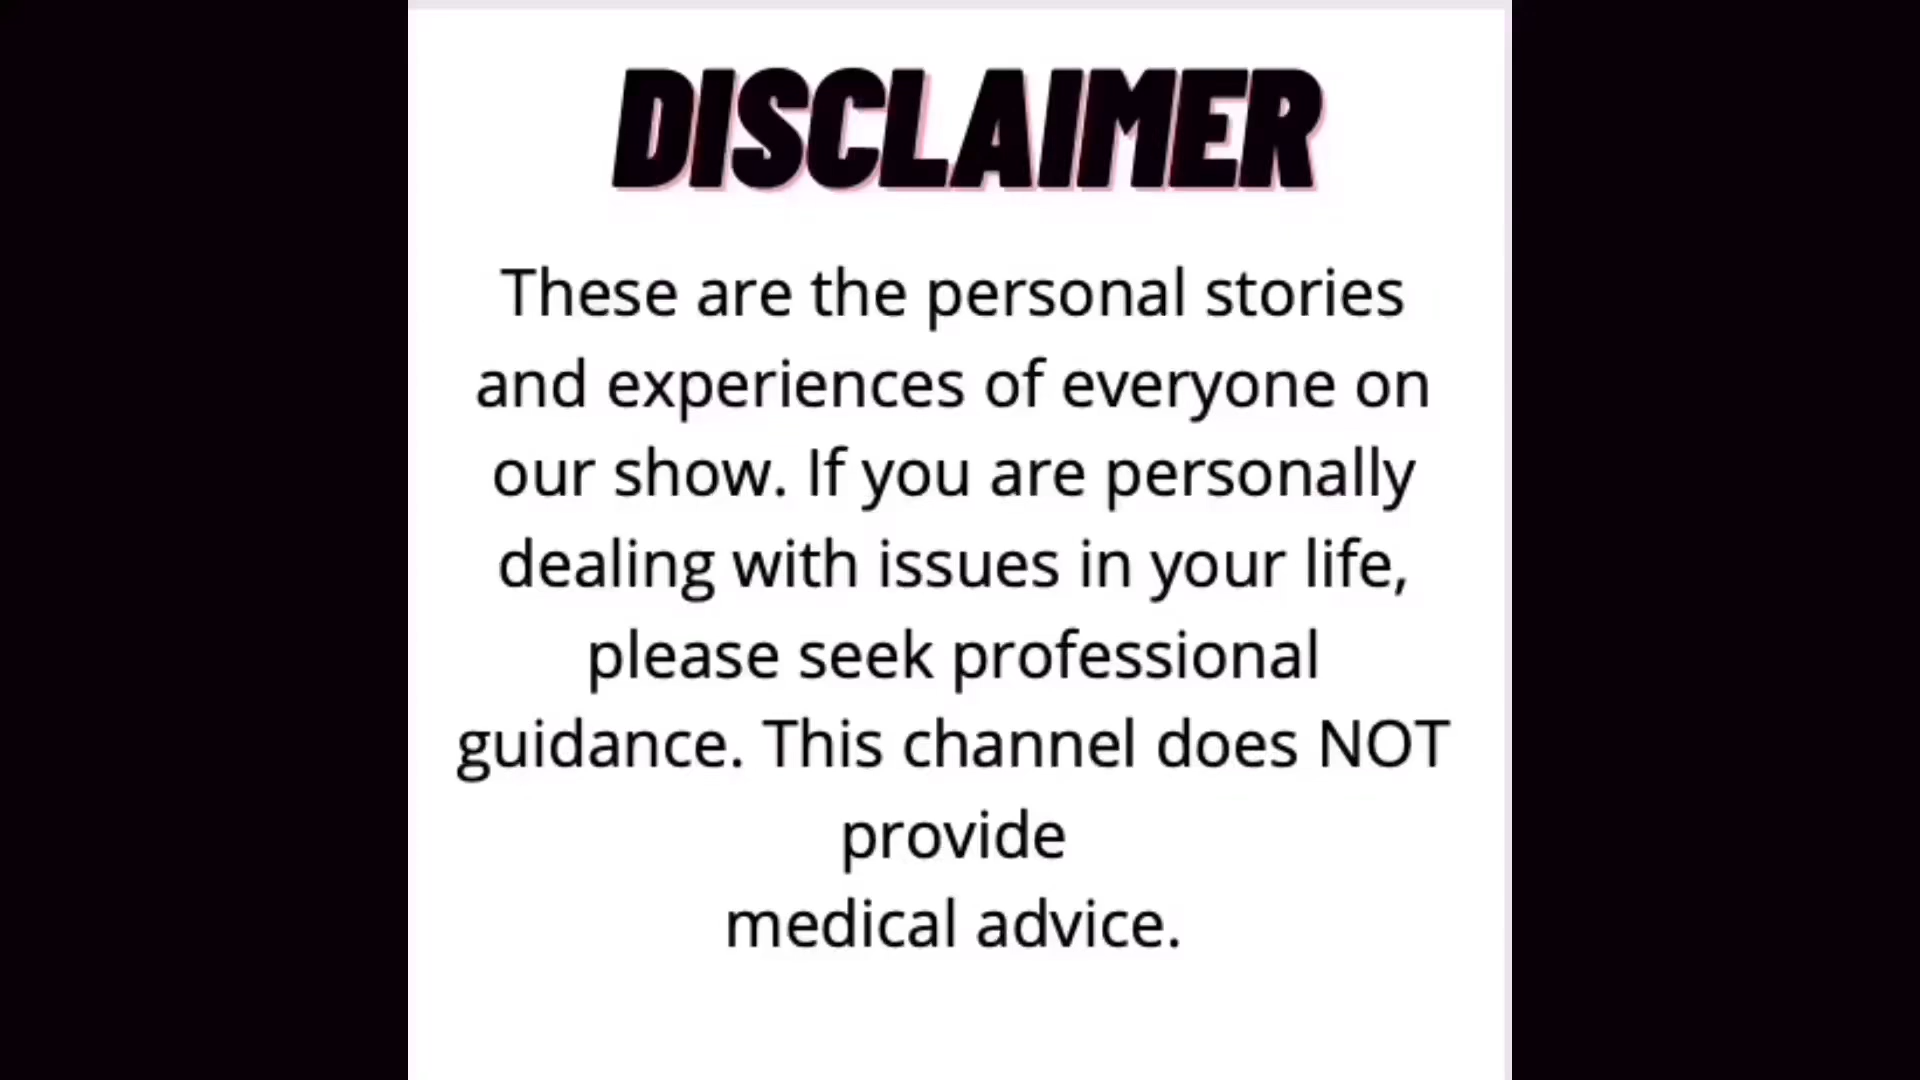 DISCLAIMER
These are the personal stories
and experiences of everyone on
our show. If you are personally
dealing with issues in your life,
please seek professional
guidance. This channel does NOT
provide
medical advice.